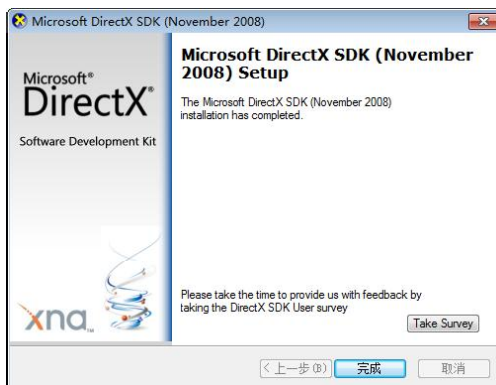 Microsoft DirectX SDK (November 2008)
Microsoft®
DirectX®
Software Development Kit
xna™
Microsoft DirectX SDK (November
2008) Setup
The Microsoft DirectX SDK (November 2008)
installation has completed.
Please take the time to provide us with feedback by
taking the DirectX SDK User survey
Take Survey
< 上一步(B)
完成
取消